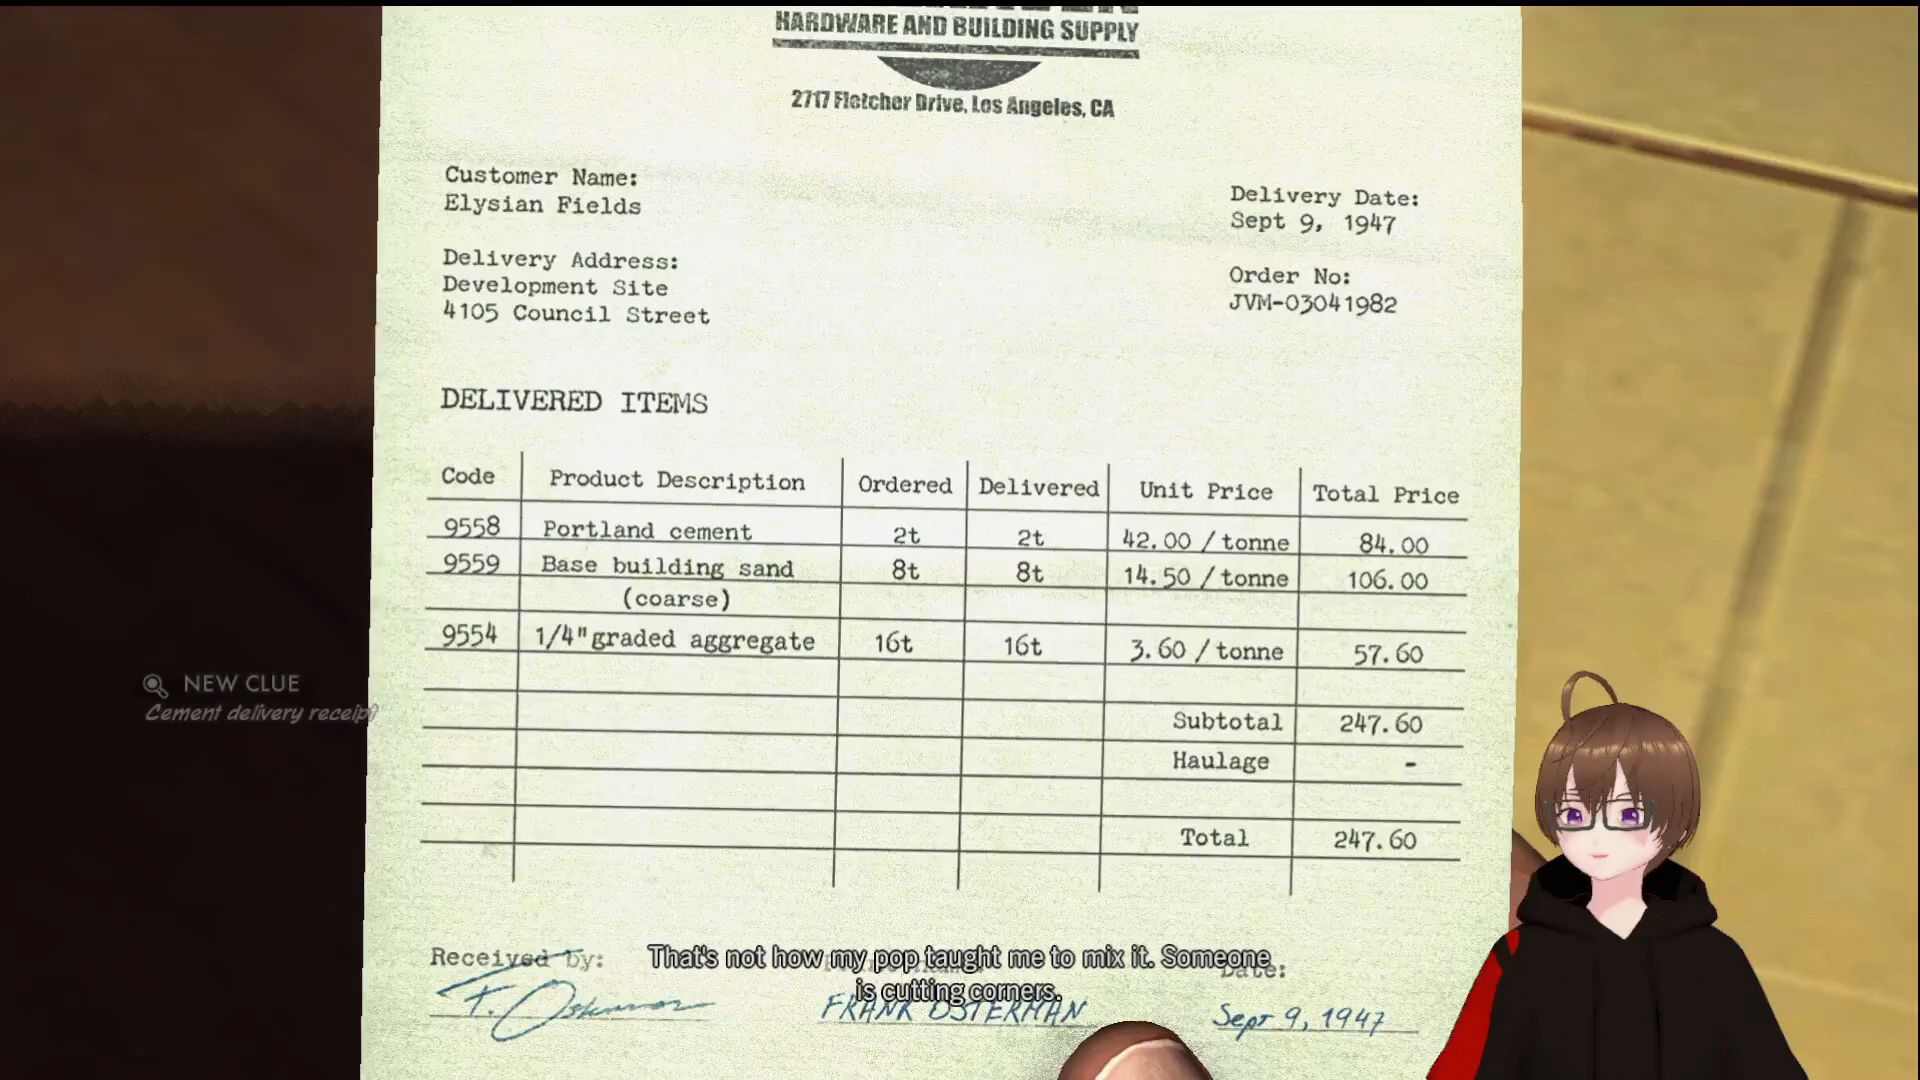 HARDWARE AND BUILDING SUPPLY
2717 Fletcher Drive, Los Angeles, CA
Customer Name:
Elysian Fields
Delivery Date:
Sept 9, 1947
Delivery Address:
Development Site
4105 Council Street
Order No:
JVM-03041982
DELIVERED ITEMS
Code Product Description Ordered Delivered Unit Price Total Price
9558 Portland cement 2t 2t 42.00 /tonne 84.00
9559 Base building sand 8t 8t 14.50 /tonne 106.00
(coarse)
9554 1/4" graded aggregate 16t 16t 3.60 /tonne 57.60
Subtotal 247.60
Haulage -
Total 247.60
NEW CLUE
Cement delivery receipt
Received by: Date:
That's not how my pop taught me to mix it. Someone
is cutting corners.
F. Osterman FRANK OSTERMAN Sept 9, 1947